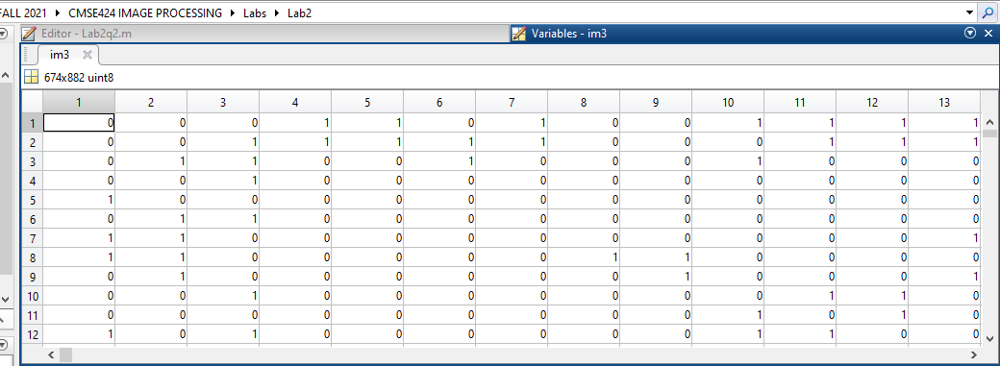 FALL 2021 ▸ CMSE424 IMAGE PROCESSING ▸ Labs ▸ Lab2
Editor - Lab2q2.m
Variables - im3
im3
674x882 uint8
1 2 3 4 5 6 7 8 9 10 11 12 13
1 0 0 0 1 1 0 1 0 0 1 1 1 1
2 0 0 1 1 1 1 1 0 0 0 1 1 1
3 0 1 1 0 0 1 0 0 0 1 0 0 0
4 0 0 1 0 0 0 0 0 0 0 0 0 0
5 1 0 0 0 0 0 0 0 0 0 0 0 0
6 0 1 1 0 0 0 0 0 0 0 0 0 0
7 1 1 0 0 0 0 0 0 0 0 0 0 1
8 1 1 0 0 0 0 0 1 1 0 0 0 0
9 0 1 0 0 0 0 0 0 1 0 0 0 1
10 0 0 1 0 0 0 0 0 0 0 1 1 0
11 0 0 0 0 0 0 0 0 0 1 0 1 0
12 1 0 1 0 0 0 0 0 0 1 1 0 0